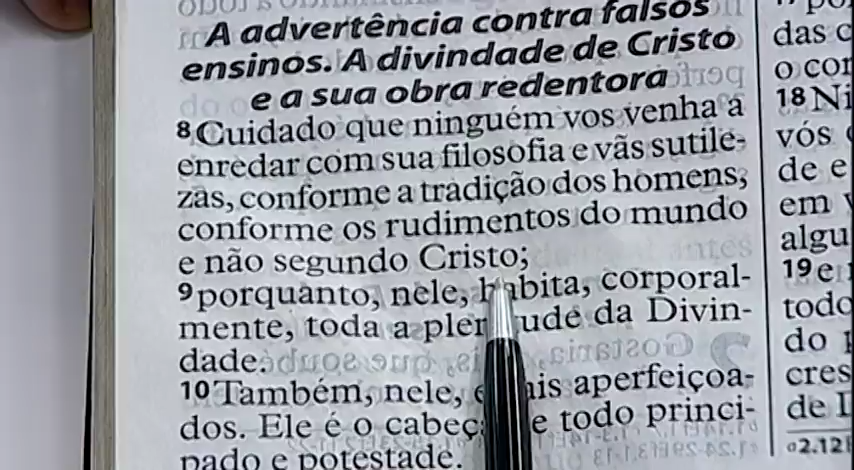 A advertência contra falsos
ensinos. A divindade de Cristo
e a sua obra redentora
8 Cuidado que ninguém vos venha a
enredar com sua filosofia e vãs sutile-
zas, conforme a tradição dos homens,
conforme os rudimentos do mundo
e não segundo Cristo;
9 porquanto, nele, habita, corporal-
mente, toda a plenitude da Divin-
dade.
10 Também, nele, aperfeiçoa-
dos. Ele é o cabeça de todo princi-
pado e potestade.
das
18 Ni
vós
de e
em
algu
19 e
todo
do
cres
de
2.12